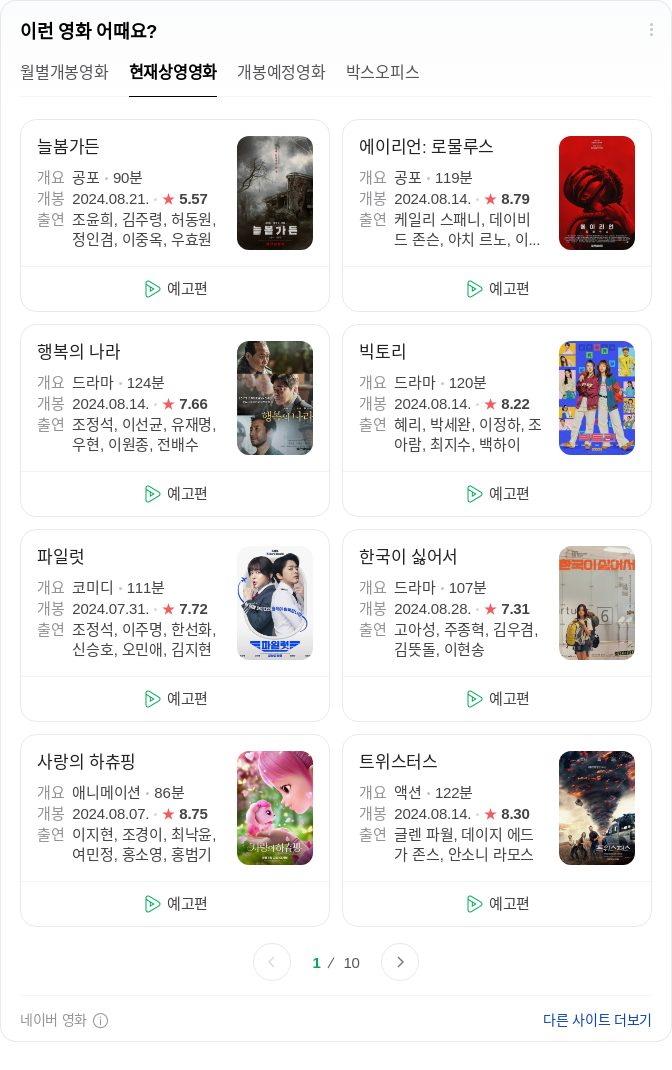 이런 영화 어때요?
월별개봉영화 현재상영영화 개봉예정영화 박스오피스
늘봄가든
개요 공포 · 90분
개봉 2024.08.21. · ★ 5.57
출연 조윤희, 김주령, 허동원,
정인겸, 이중옥, 우효원
늘봄가든
예고편
에이리언: 로물루스
개요 공포 · 119분
개봉 2024.08.14. · ★ 8.79
출연 케일리 스패니, 데이비
드 존슨, 아치 르노, 이...
에이리언
예고편
행복의 나라
개요 드라마 · 124분
개봉 2024.08.14. · ★ 7.66
출연 조정석, 이선균, 유재명,
우현, 이원종, 전배수
행복의 나라
예고편
빅토리
개요 드라마 · 120분
개봉 2024.08.14. · ★ 8.22
출연 혜리, 박세완, 이정하, 조
아람, 최지수, 백하이
빅토리
예고편
파일럿
개요 코미디 · 111분
개봉 2024.07.31. · ★ 7.72
출연 조정석, 이주명, 한선화,
신승호, 오민애, 김지현
파일럿
예고편
한국이 싫어서
개요 드라마 · 107분
개봉 2024.08.28. · ★ 7.31
출연 고아성, 주종혁, 김우겸,
김뜻돌, 이현송
한국이 싫어서
6
예고편
사랑의 하츄핑
개요 애니메이션 · 86분
개봉 2024.08.07. · ★ 8.75
출연 이지현, 조경이, 최낙윤,
여민정, 홍소영, 홍범기
사랑의 하츄핑
예고편
트위스터스
개요 액션 · 122분
개봉 2024.08.14. · ★ 8.30
출연 글렌 파월, 데이지 에드
가 존스, 안소니 라모스
트위스터스
예고편
1 / 10
네이버 영화
다른 사이트 더보기